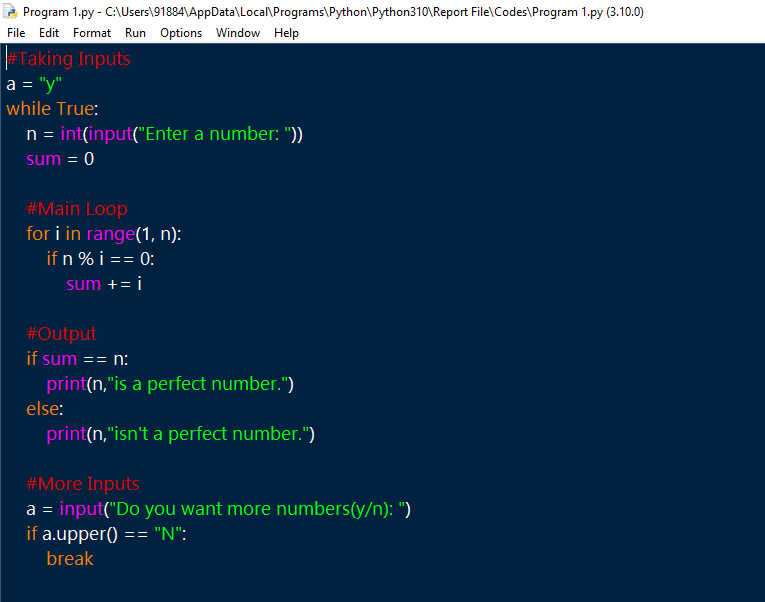 Program 1.py - C:\Users\91884\AppData\Local\Programs\Python\Python310\Report File\Codes\Program 1.py (3.10.0)
File Edit Format Run Options Window Help
#Taking Inputs
a = "y"
while True:
    n = int(input("Enter a number: "))
    sum = 0

    #Main Loop
    for i in range(1, n):
        if n % i == 0:
            sum += i

    #Output
    if sum == n:
        print(n,"is a perfect number.")
    else:
        print(n,"isn't a perfect number.")

    #More Inputs
    a = input("Do you want more numbers(y/n): ")
    if a.upper() == "N":
        break